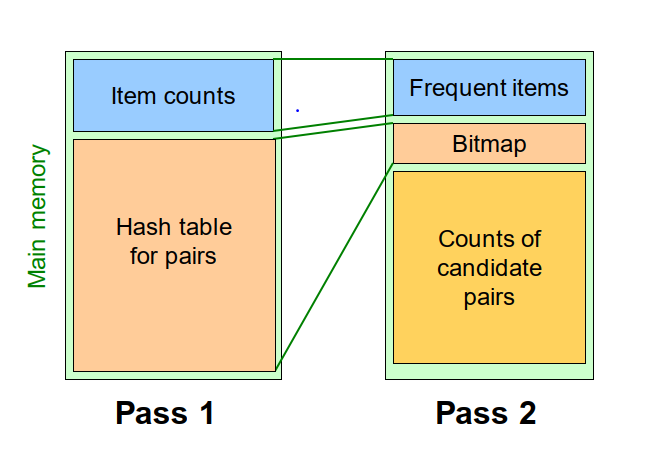 Main memory
Item counts
Hash table
for pairs
Pass 1
Frequent items
Bitmap
Counts of
candidate
pairs
Pass 2